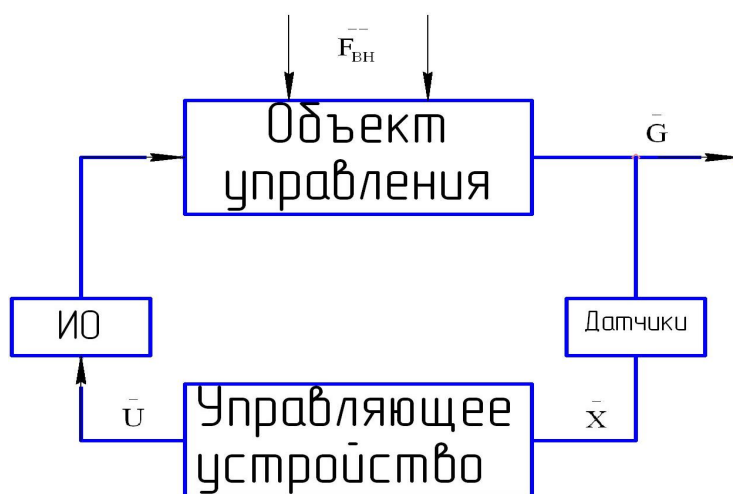 F̄ВН
Объект
управления
Ḡ
ИО
Датчики
Ū
Управляющее
устройство
X̄